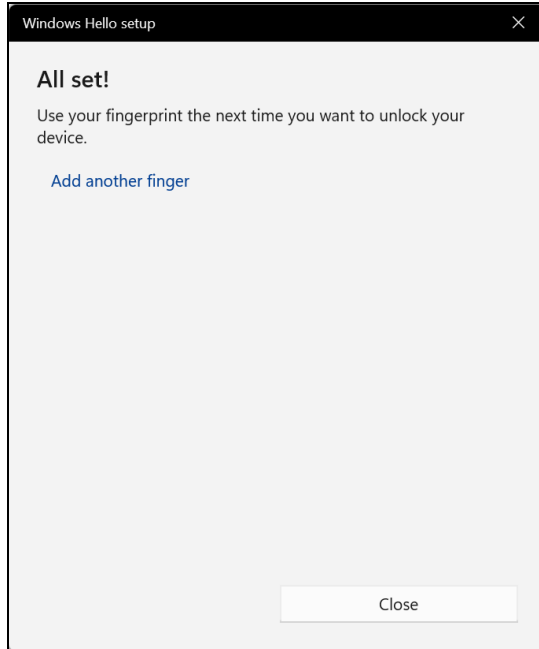 Windows Hello setup
All set!
Use your fingerprint the next time you want to unlock your
device.
Add another finger
Close